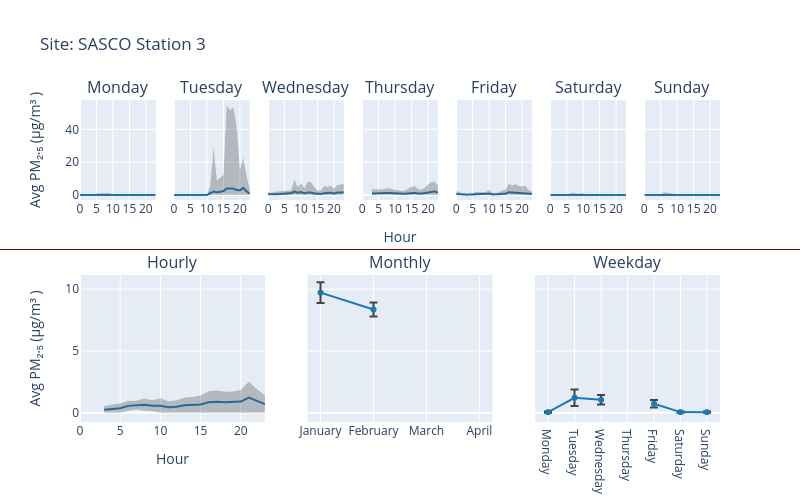 Site: SASCO Station 3
Monday Tuesday Wednesday Thursday Friday Saturday Sunday
Avg PM₂.₅ (µg/m³ )
40
20
0
0 5 10 15 20 0 5 10 15 20 0 5 10 15 20 0 5 10 15 20 0 5 10 15 20 0 5 10 15 20 0 5 10 15 20
Hour
Hourly Monthly Weekday
Avg PM₂.₅ (µg/m³ )
10
5
0
0 5 10 15 20 January February March April
Monday Tuesday Wednesday Thursday Friday Saturday Sunday
Hour